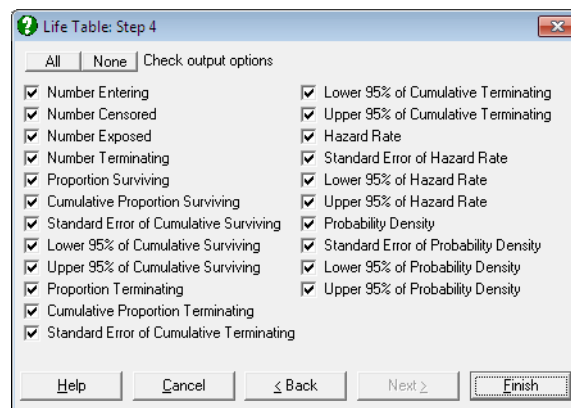 Life Table: Step 4
All None Check output options
Number Entering
Number Censored
Number Exposed
Number Terminating
Proportion Surviving
Cumulative Proportion Surviving
Standard Error of Cumulative Surviving
Lower 95% of Cumulative Surviving
Upper 95% of Cumulative Surviving
Proportion Terminating
Cumulative Proportion Terminating
Standard Error of Cumulative Terminating
Lower 95% of Cumulative Terminating
Upper 95% of Cumulative Terminating
Hazard Rate
Standard Error of Hazard Rate
Lower 95% of Hazard Rate
Upper 95% of Hazard Rate
Probability Density
Standard Error of Probability Density
Lower 95% of Probability Density
Upper 95% of Probability Density
Help Cancel < Back Next > Finish